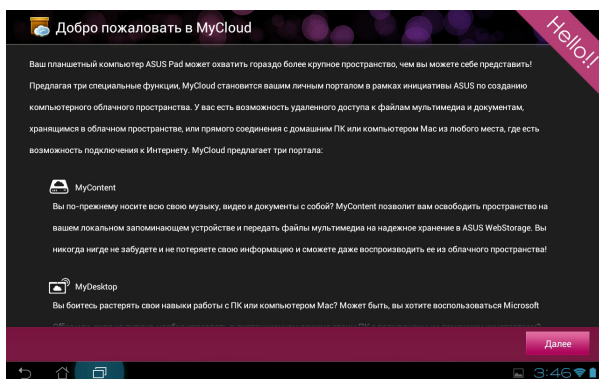 Добро пожаловать в MyCloud
Hello!!
Ваш планшетный компьютер ASUS Pad может охватить гораздо более крупное пространство, чем вы можете себе представить!
Предлагая три специальные функции, MyCloud становится вашим личным порталом в рамках инициативы ASUS по созданию
компьютерного облачного пространства. У вас есть возможность удаленного доступа к файлам мультимедиа и документам,
хранящимся в облачном пространстве, или прямого соединения с домашним ПК или компьютером Mac из любого места, где есть
возможность подключения к Интернету. MyCloud предлагает три портала:
MyContent
Вы по-прежнему носите всю свою музыку, видео и документы с собой? MyContent позволит вам освободить пространство на
вашем локальном запоминающем устройстве и передать файлы мультимедиа на надежное хранение в ASUS WebStorage. Вы
никогда нигде не забудете и не потеряете свою информацию и сможете даже воспроизводить ее из облачного пространства!
MyDesktop
Вы боитесь растерять свои навыки работы с ПК или компьютером Mac? Может быть, вы хотите воспользоваться Microsoft
Далее
3:46